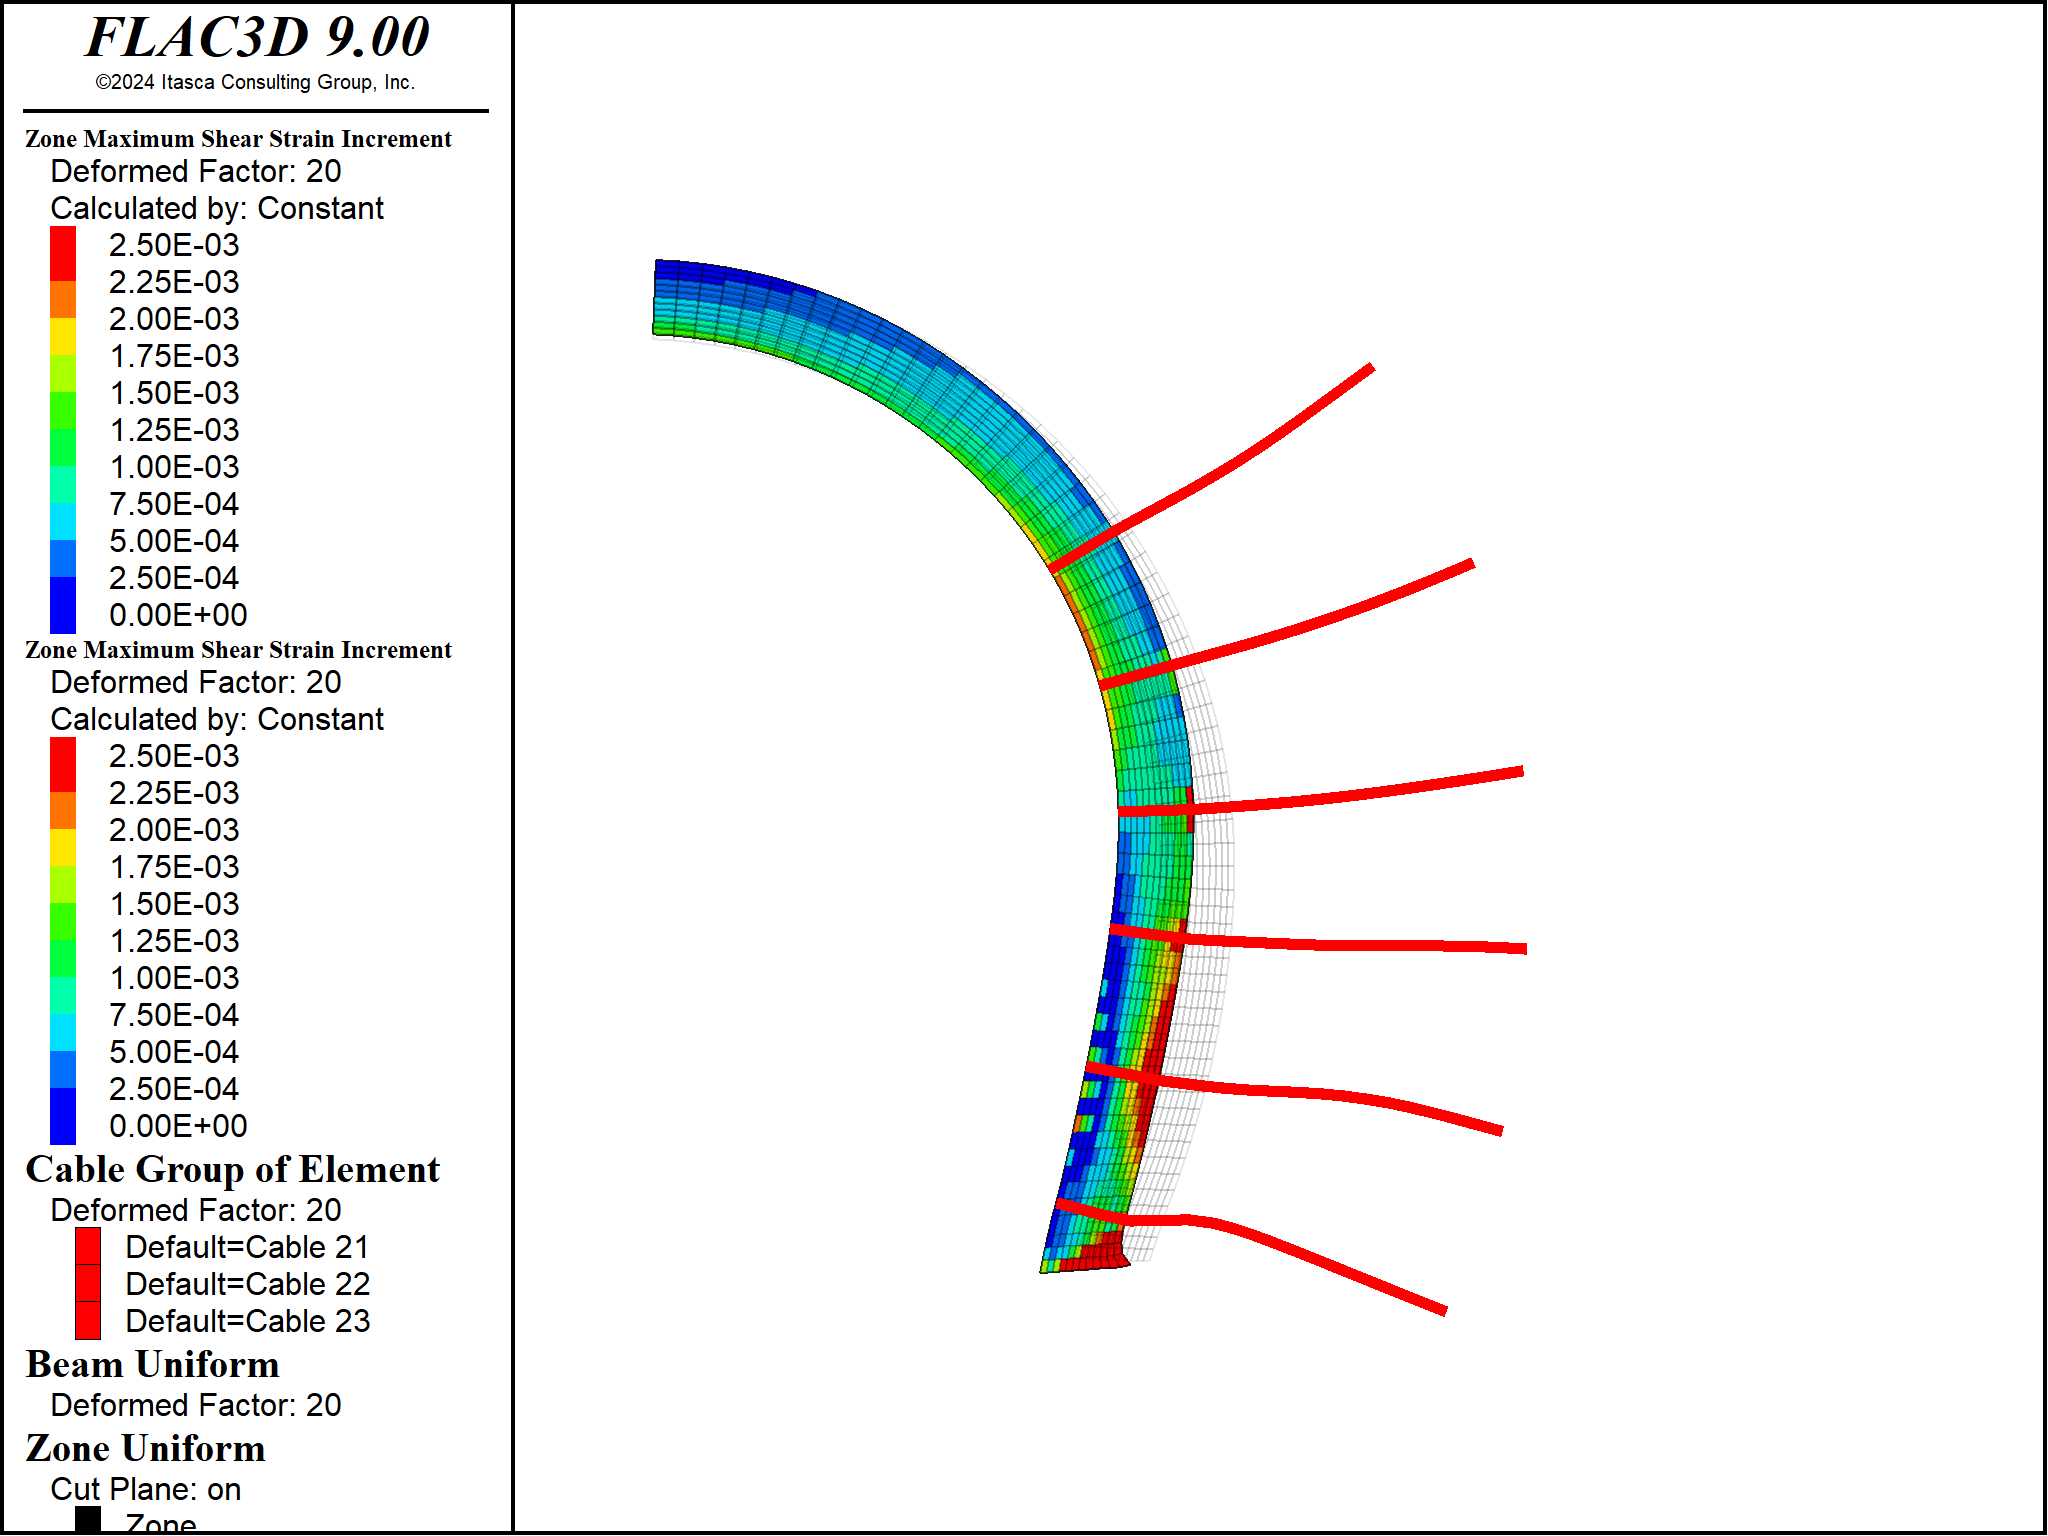 FLAC3D 9.00
©2024 Itasca Consulting Group, Inc.
Zone Maximum Shear Strain Increment
Deformed Factor: 20
Calculated by: Constant
2.50E-03
2.25E-03
2.00E-03
1.75E-03
1.50E-03
1.25E-03
1.00E-03
7.50E-04
5.00E-04
2.50E-04
0.00E+00
Zone Maximum Shear Strain Increment
Deformed Factor: 20
Calculated by: Constant
2.50E-03
2.25E-03
2.00E-03
1.75E-03
1.50E-03
1.25E-03
1.00E-03
7.50E-04
5.00E-04
2.50E-04
0.00E+00
Cable Group of Element
Deformed Factor: 20
Default=Cable 21
Default=Cable 22
Default=Cable 23
Beam Uniform
Deformed Factor: 20
Zone Uniform
Cut Plane: on
Zone